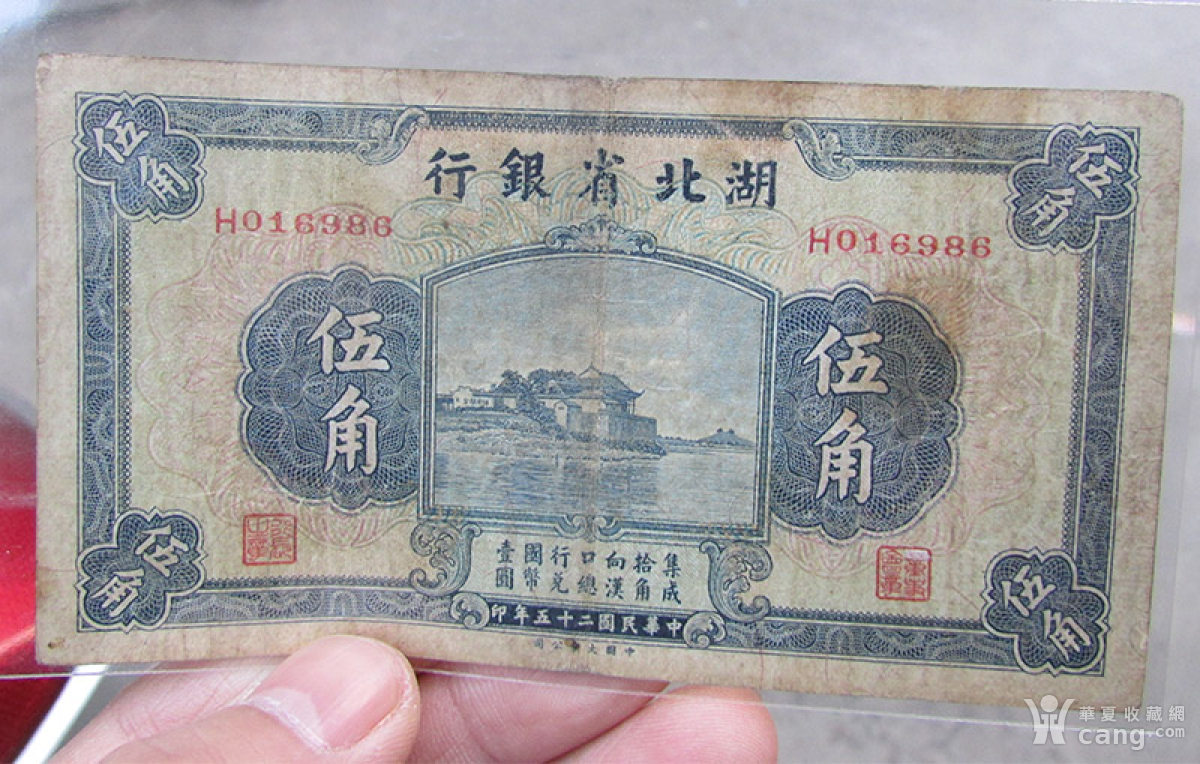 伍角
伍角
湖北省銀行
H016986
H016986
伍角
伍角
集成
拾角
向漢
口總
行兌
國幣
壹圓
伍角
伍角
中華民國二十五年印
華夏收藏網
cang.com